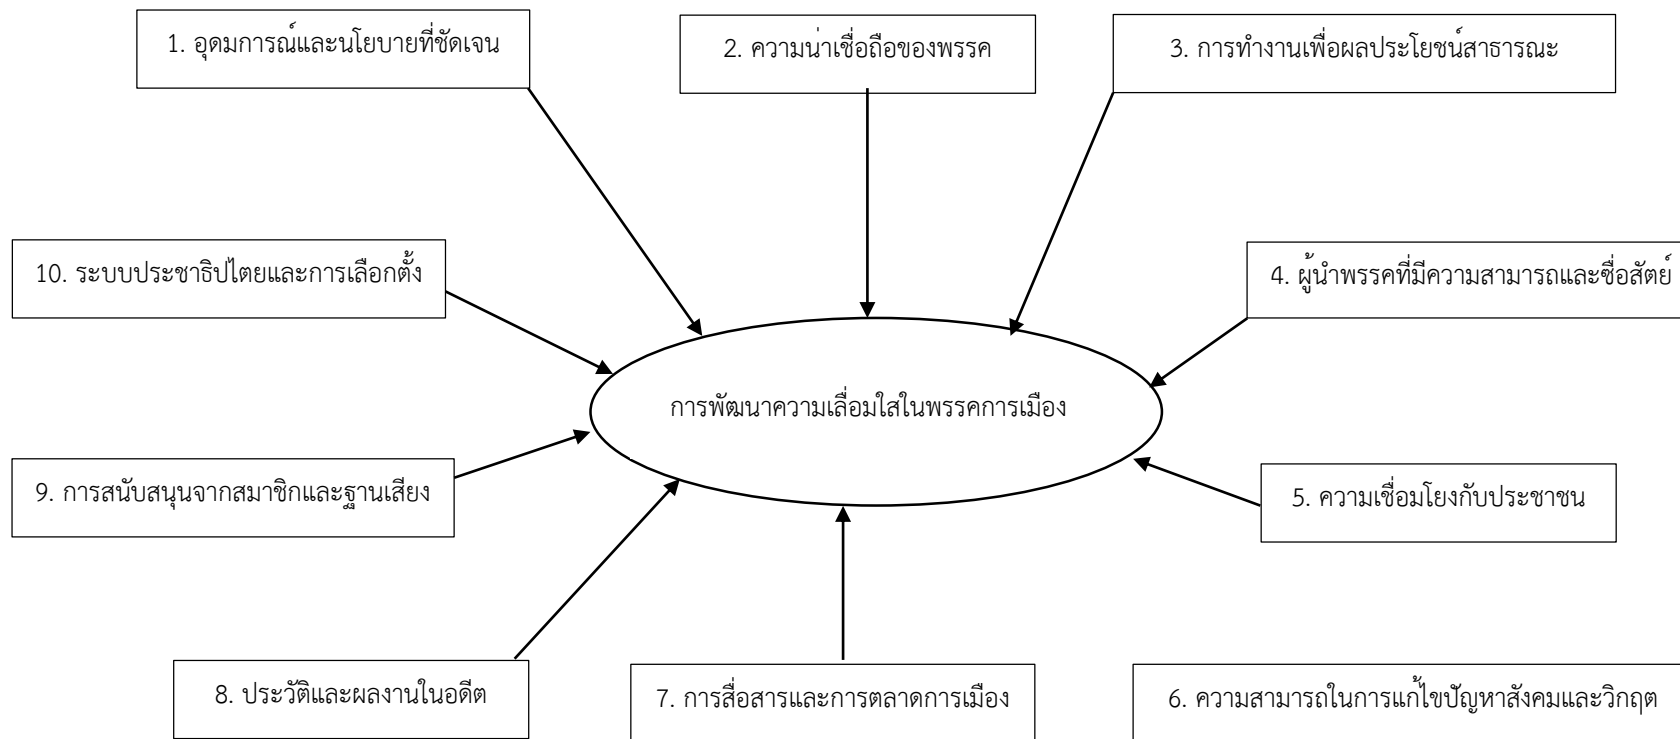 1. อุดมการณ์และนโยบายที่ชัดเจน
2. ความน่าเชื่อถือของพรรค
3. การทำงานเพื่อผลประโยชน์สาธารณะ
10. ระบบประชาธิปไตยและการเลือกตั้ง
4. ผู้นำพรรคที่มีความสามารถและซื่อสัตย์
การพัฒนาความเลื่อมใสในพรรคการเมือง
9. การสนับสนุนจากสมาชิกและฐานเสียง
5. ความเชื่อมโยงกับประชาชน
8. ประวัติและผลงานในอดีต
7. การสื่อสารและการตลาดการเมือง
6. ความสามารถในการแก้ไขปัญหาสังคมและวิกฤต